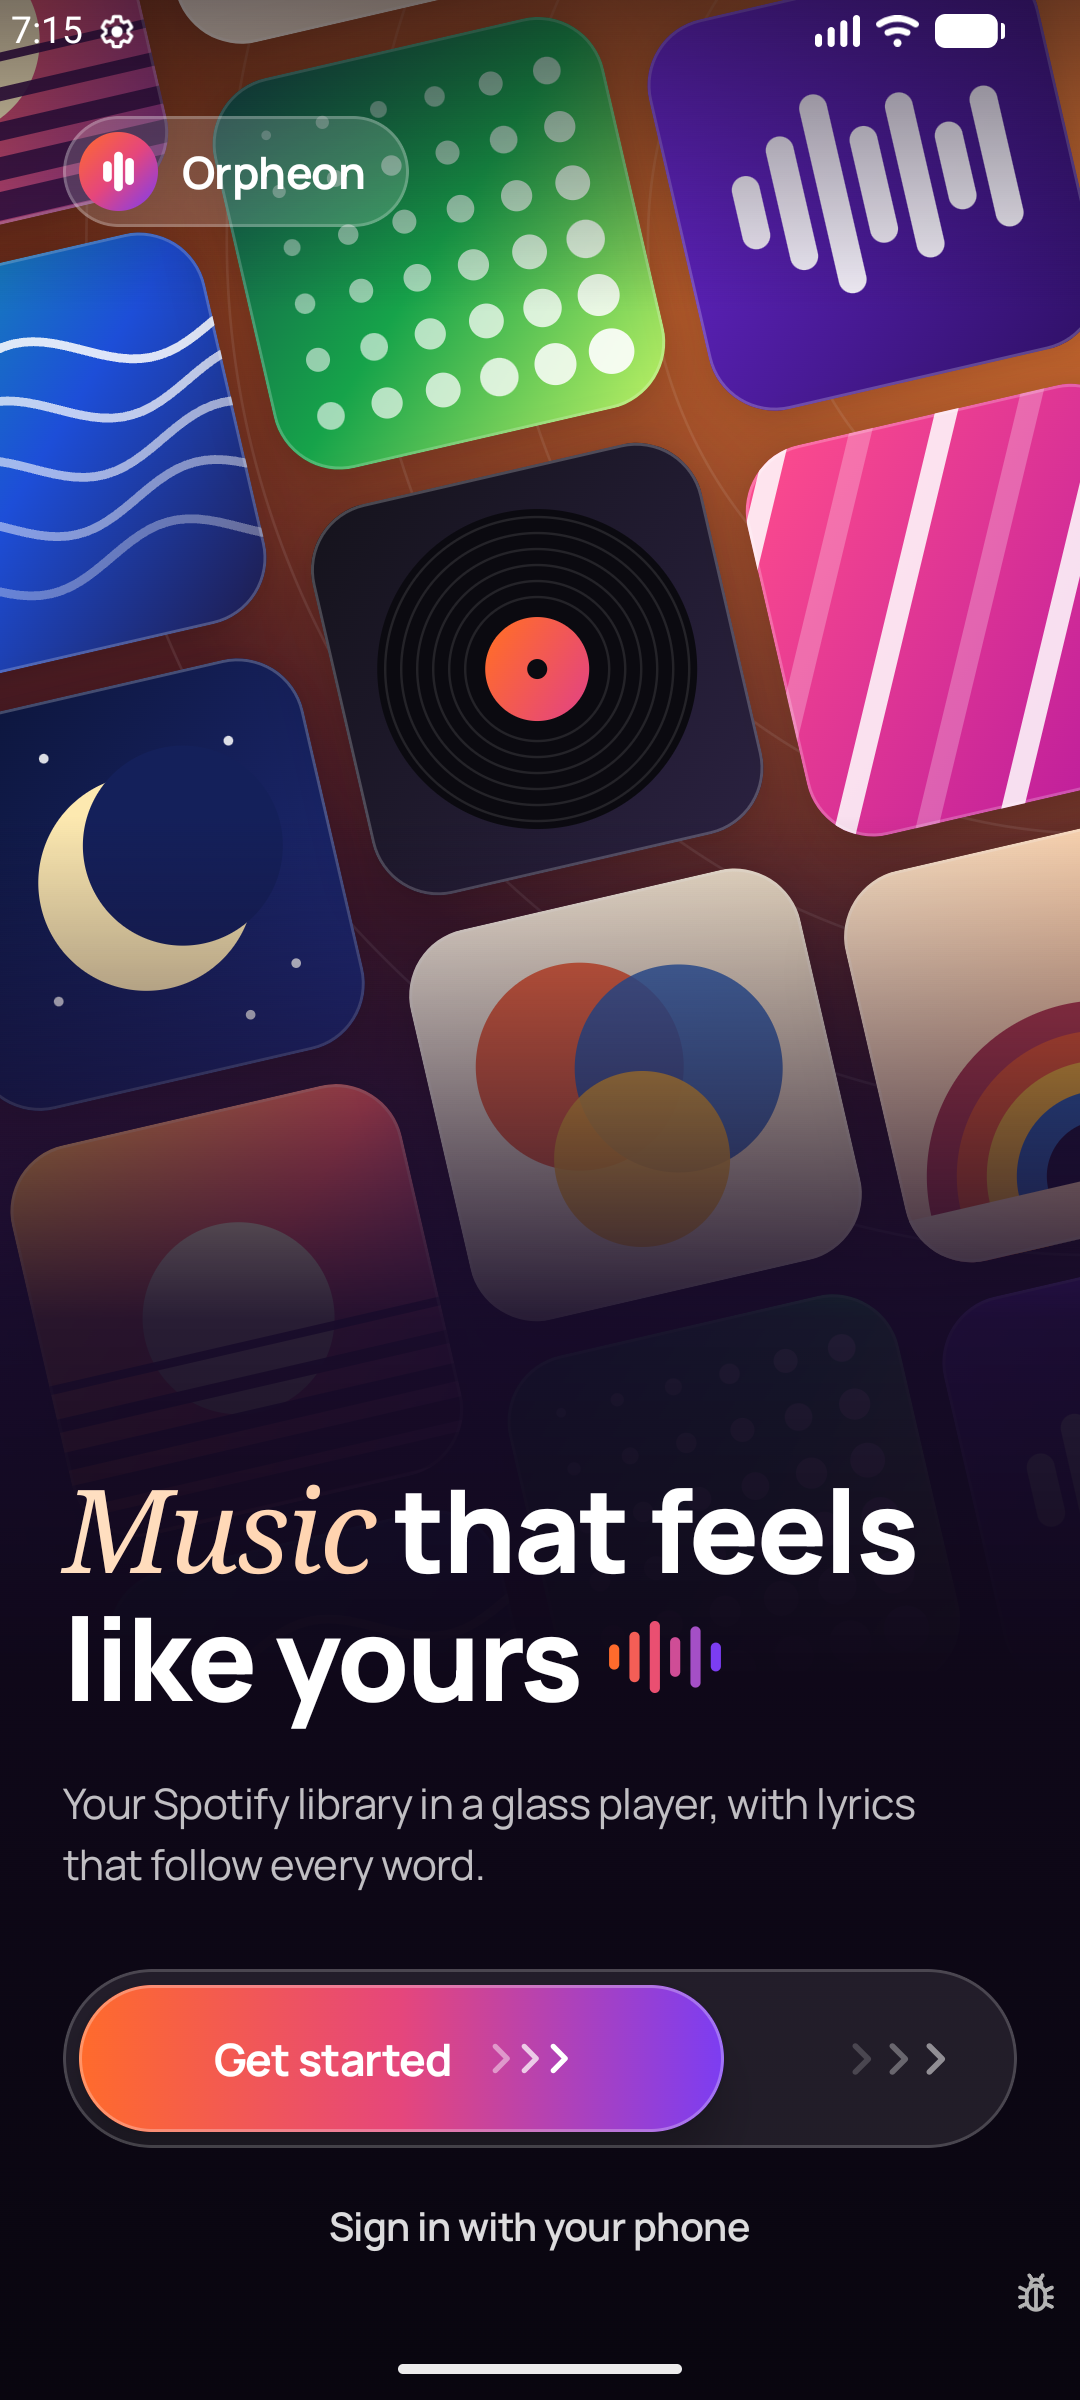 7:15
Orpheon
Music that feels
like yours
Your Spotify library in a glass player, with lyrics
that follow every word.
Get started
Sign in with your phone